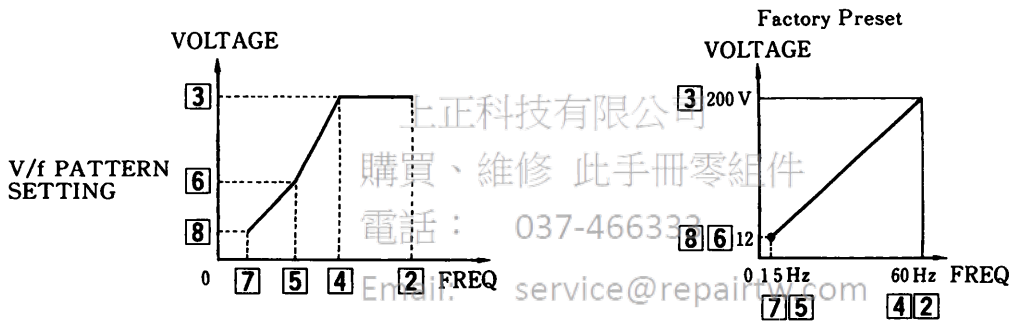 Factory Preset
VOLTAGE
VOLTAGE
3
3 200 V
上正科技有限公司
V/f PATTERN
SETTING
6
購買、維修 此手冊零組件
8
電話： 037-466333
8 6 12
0 7 5 4 2 FREQ
0 1 5 Hz 60 Hz FREQ
Email: service@repairtw.com
7 5 4 2